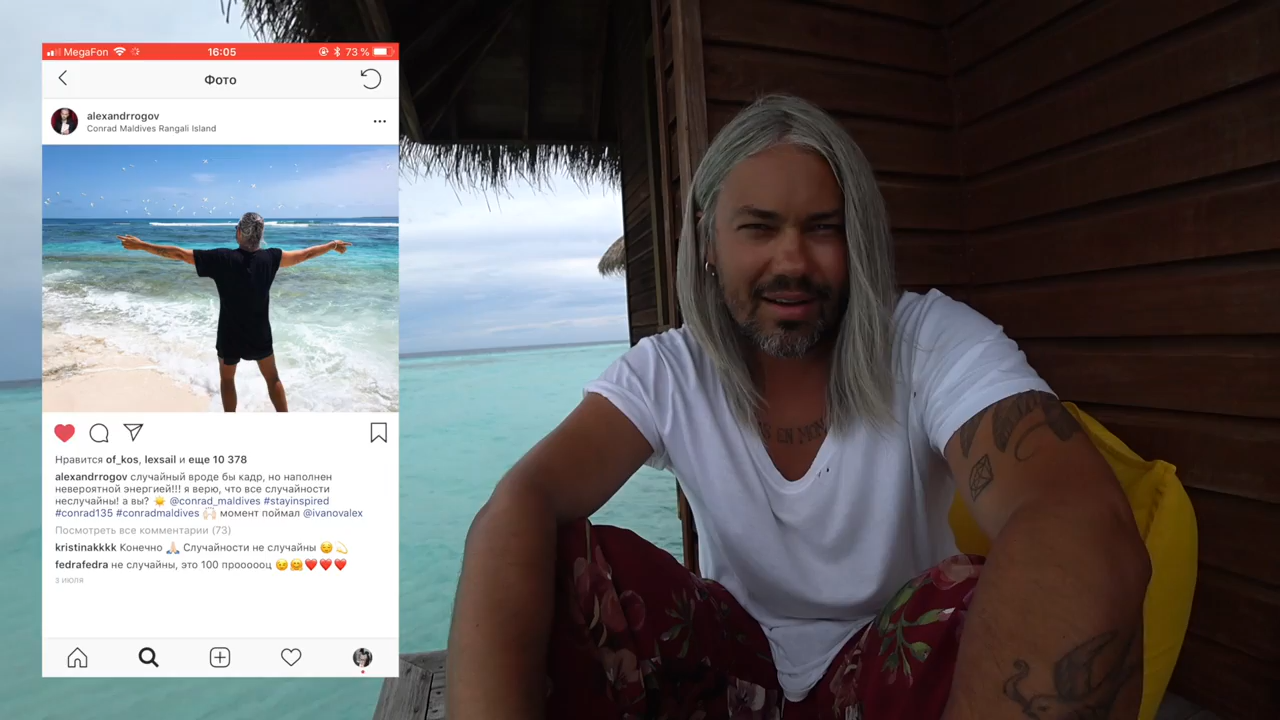 MegaFon 16:05 73 %
Фото
alexandrrogov
Conrad Maldives Rangali Island
Нравится of_kos, lexsail и еще 10 378
alexandrrogov случайный вроде бы кадр, но наполнен
невероятной энергией!!! я верю, что все случайности
неслучайны! а вы? ☀️ @conrad_maldives #stayinspired
#conrad135 #conradmaldives 🙌🏻 момент поймал @ivanovalex
Посмотреть все комментарии (73)
kristinakkkk Конечно 🙏🏻 Случайности не случайны 😌💫
fedrafedra не случайны, это 100 проооооц 😌🤗❤️❤️❤️
3 июля